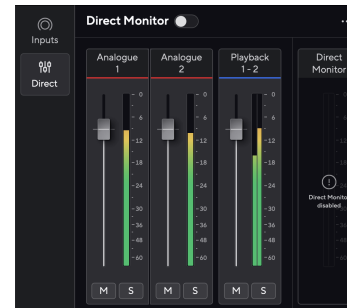 Inputs
Direct
Direct Monitor
Analogue
1
Analogue
2
Playback
1 - 2
Direct
Monitor
0
-6
-12
-18
-24
-30
-36
-48
-60
0
-6
-12
-18
-24
-30
-36
-48
-60
0
-6
-12
-18
-24
-30
-36
-48
-60
Direct Monitor
disabled
M S
M S
M S